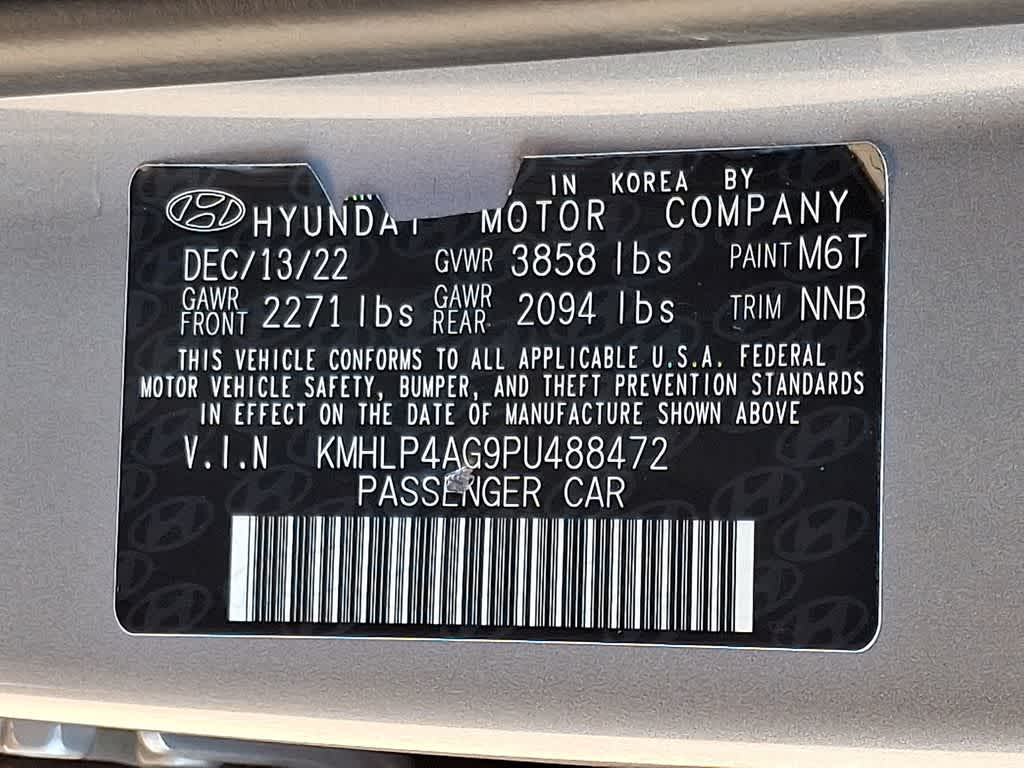 IN KOREA BY
HYUNDAI MOTOR COMPANY
DEC/13/22 GVWR 3858 lbs PAINT M6T
GAWR FRONT 2271 lbs GAWR REAR 2094 lbs TRIM NNB
THIS VEHICLE CONFORMS TO ALL APPLICABLE U.S.A. FEDERAL
MOTOR VEHICLE SAFETY, BUMPER, AND THEFT PREVENTION STANDARDS
IN EFFECT ON THE DATE OF MANUFACTURE SHOWN ABOVE
V.I.N KMHLP4AG9PU488472
PASSENGER CAR